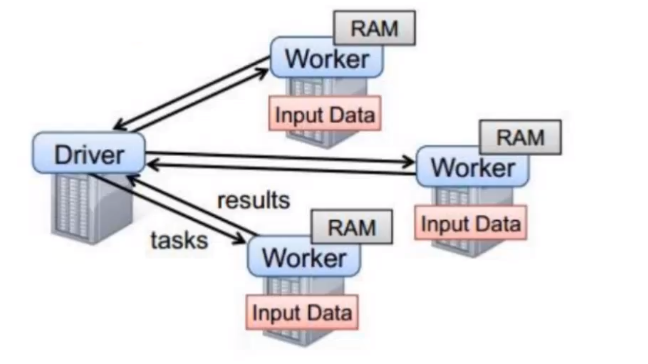 RAM
Worker
Input Data
Driver
RAM
Worker
Input Data
results
tasks
RAM
Worker
Input Data